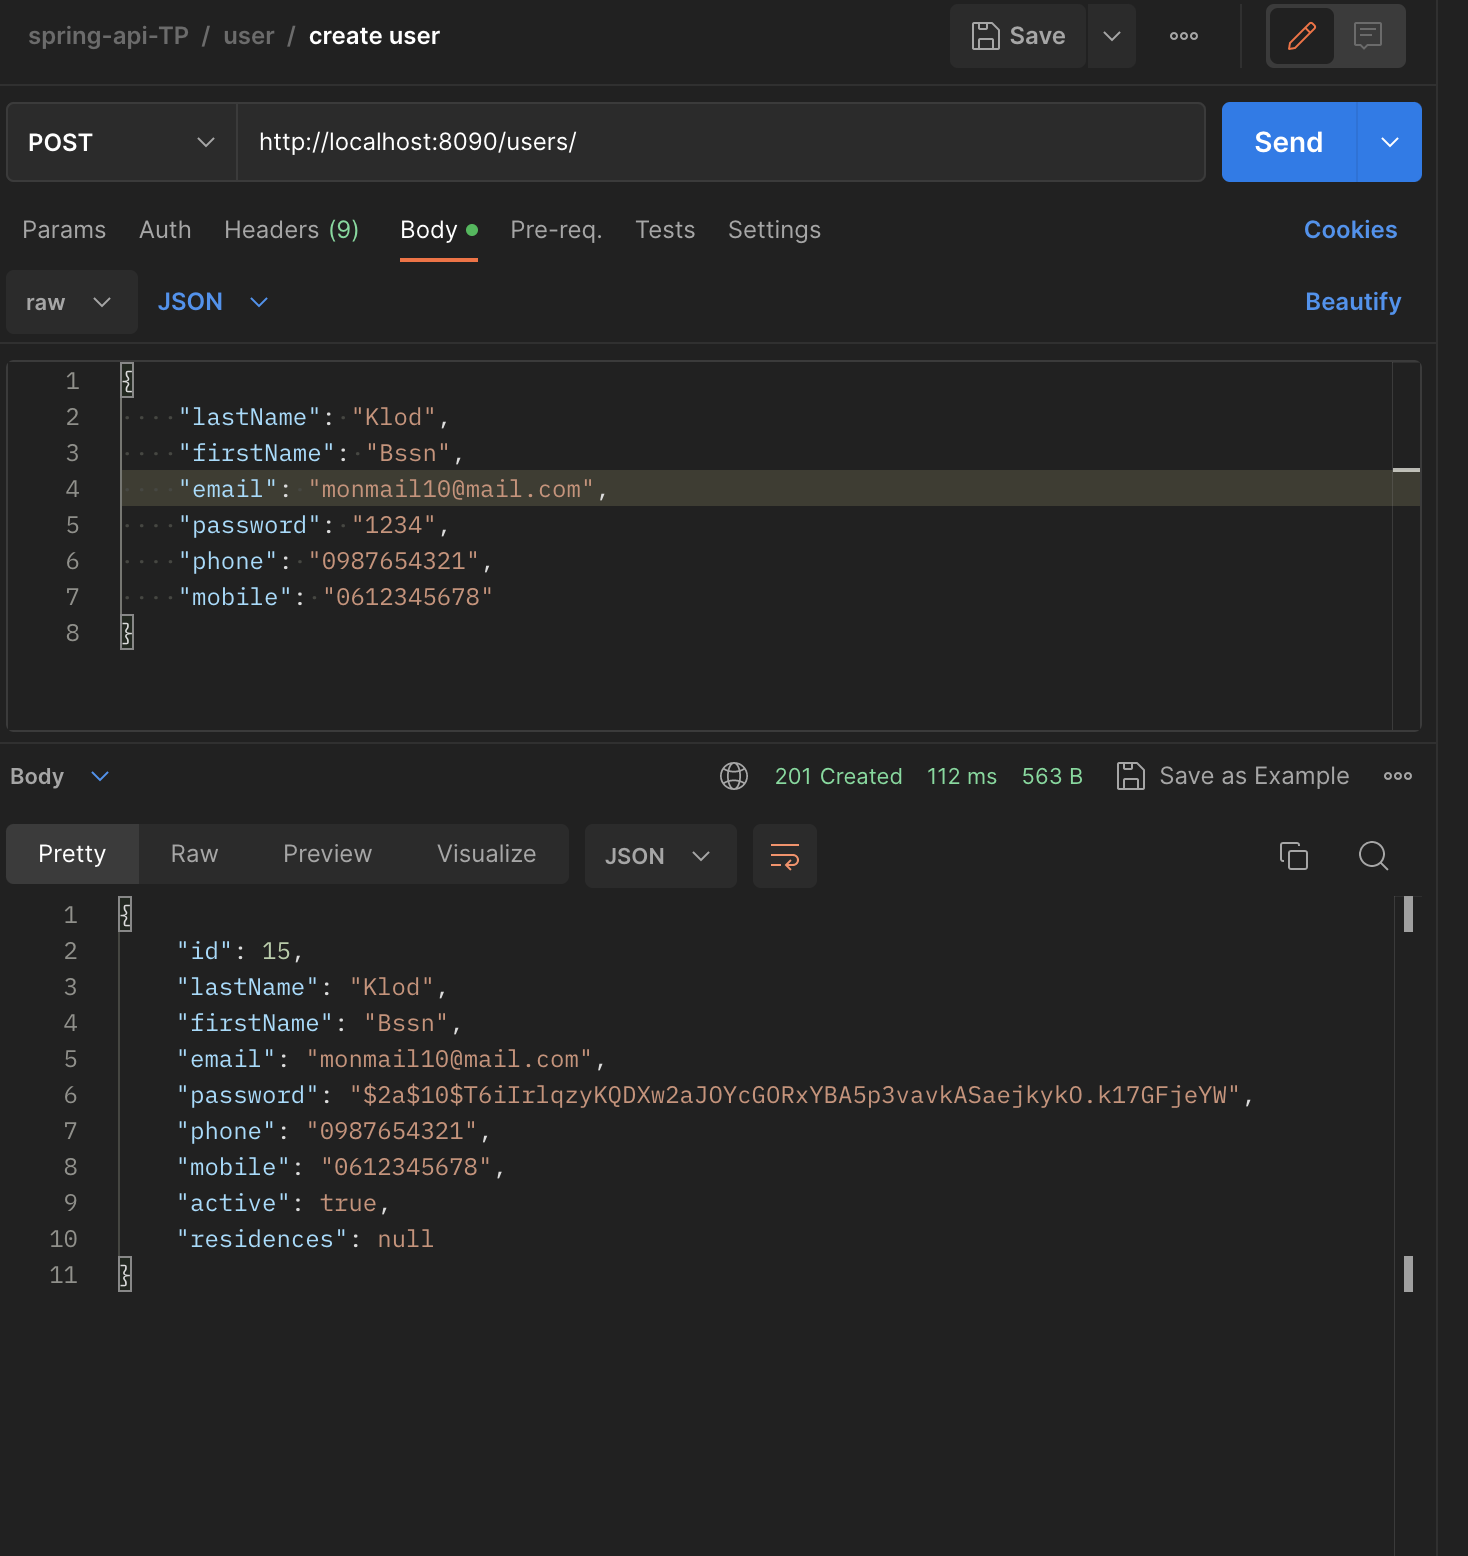 spring-api-TP / user / create user Save ooo
POST http://localhost:8090/users/ Send
Params Auth Headers (9) Body Pre-req. Tests Settings Cookies
raw JSON Beautify
1 {
2 "lastName": "Klod",
3 "firstName": "Bssn",
4 "email": "monmail10@mail.com",
5 "password": "1234",
6 "phone": "0987654321",
7 "mobile": "0612345678"
8 }
Body 201 Created 112 ms 563 B Save as Example ooo
Pretty Raw Preview Visualize JSON
1 {
2 "id": 15,
3 "lastName": "Klod",
4 "firstName": "Bssn",
5 "email": "monmail10@mail.com",
6 "password": "$2a$10$T6iIrlqzyKQDXw2aJOYcGORxYBA5p3vavkASaejkykO.k17GFjeYW",
7 "phone": "0987654321",
8 "mobile": "0612345678",
9 "active": true,
10 "residences": null
11 }